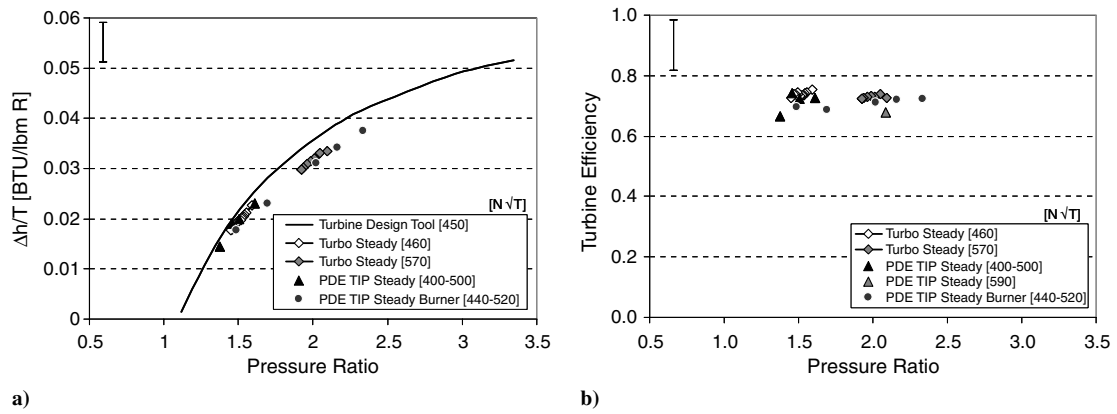 0.06
0.05
0.04
0.03
0.02
0.01
0
Δh/T [BTU/lbm R]
[N √T]
Turbine Design Tool [450]
Turbo Steady [460]
Turbo Steady [570]
PDE TIP Steady [400-500]
PDE TIP Steady Burner [440-520]
0.5 1 1.5 2 2.5 3 3.5
Pressure Ratio
a)
1.0
0.8
0.6
0.4
0.2
0.0
Turbine Efficiency
[N √T]
Turbo Steady [460]
Turbo Steady [570]
PDE TIP Steady [400-500]
PDE TIP Steady [590]
PDE TIP Steady Burner [440-520]
0.5 1.0 1.5 2.0 2.5 3.0 3.5
Pressure Ratio
b)